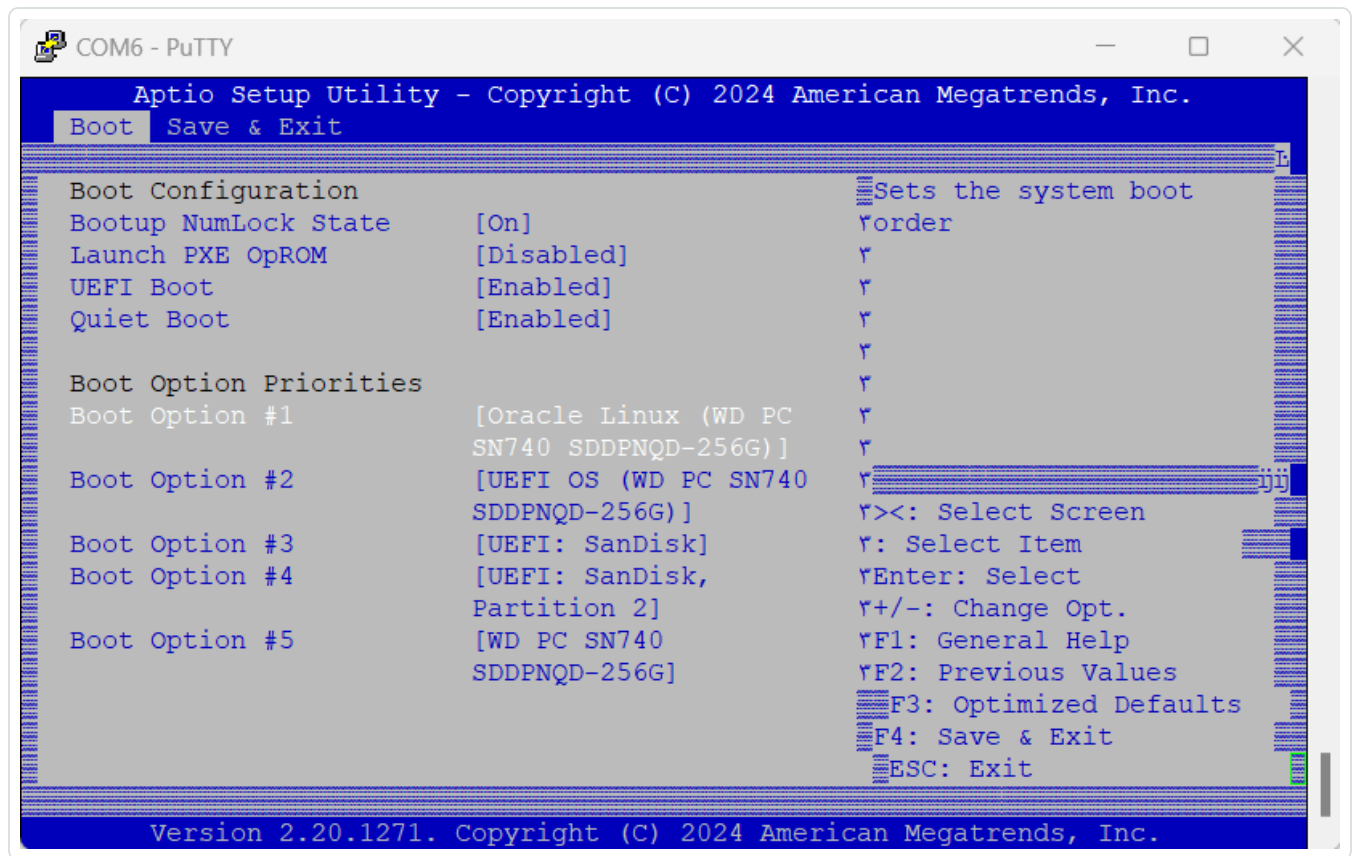 COM6 - PuTTY
Aptio Setup Utility - Copyright (C) 2024 American Megatrends, Inc.
Boot Save & Exit
Boot Configuration
Sets the system boot
Bootup NumLock State [On]
order
Launch PXE OpROM [Disabled]
UEFI Boot [Enabled]
Quiet Boot [Enabled]
Boot Option Priorities
Boot Option #1 [Oracle Linux (WD PC
SN740 SDDPNQD-256G)]
Boot Option #2 [UEFI OS (WD PC SN740
SDDPNQD-256G)]
><: Select Screen
Boot Option #3 [UEFI: SanDisk]
: Select Item
Boot Option #4 [UEFI: SanDisk,
Enter: Select
Partition 2]
+/-: Change Opt.
Boot Option #5 [WD PC SN740
F1: General Help
SDDPNQD-256G]
F2: Previous Values
F3: Optimized Defaults
F4: Save & Exit
ESC: Exit
Version 2.20.1271. Copyright (C) 2024 American Megatrends, Inc.